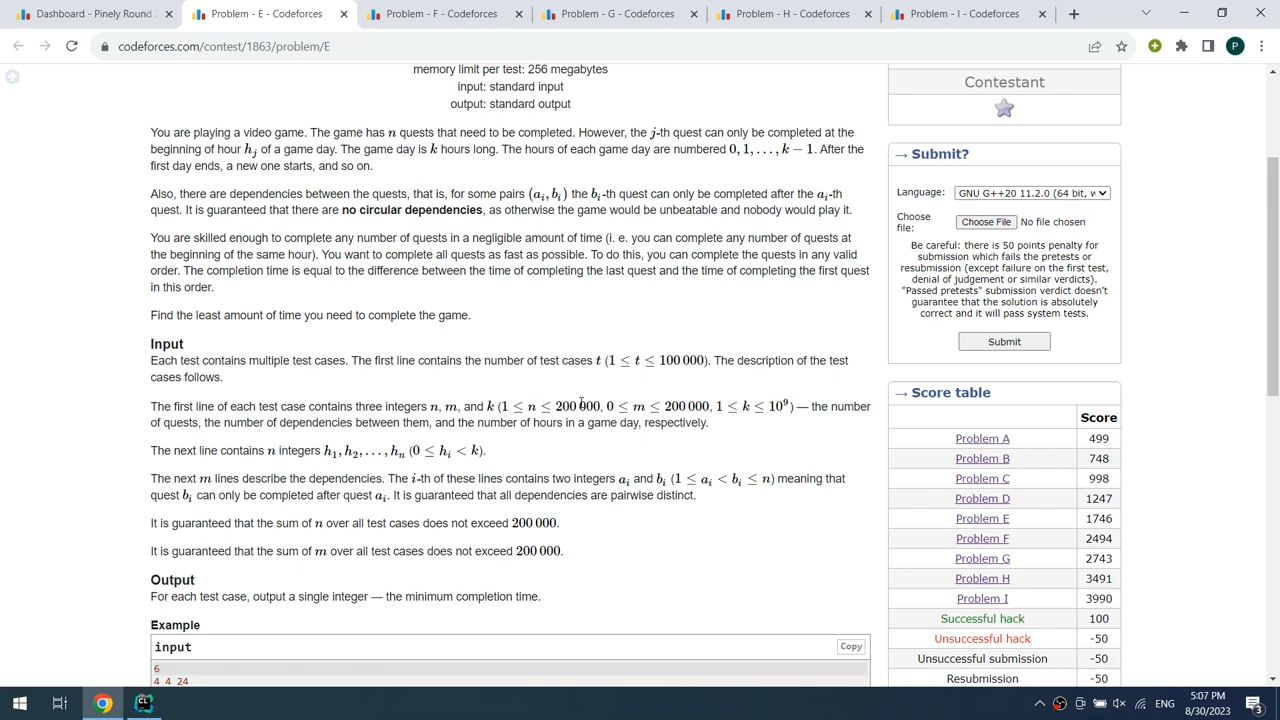 Dashboard - Pinely Round 2
Problem - E - Codeforces
Problem - F - Codeforces
Problem - G - Codeforces
Problem - H - Codeforces
Problem - I - Codeforces
codeforces.com/contest/1863/problem/E
P
memory limit per test: 256 megabytes
input: standard input
output: standard output
You are playing a video game. The game has n quests that need to be completed. However, the j-th quest can only be completed at the
beginning of hour h_j of a game day. The game day is k hours long. The hours of each game day are numbered 0, 1, . . . , k − 1. After the
first day ends, a new one starts, and so on.
Also, there are dependencies between the quests, that is, for some pairs (a_i, b_i) the b_i-th quest can only be completed after the a_i-th
quest. It is guaranteed that there are no circular dependencies, as otherwise the game would be unbeatable and nobody would play it.
You are skilled enough to complete any number of quests in a negligible amount of time (i. e. you can complete any number of quests at
the beginning of the same hour). You want to complete all quests as fast as possible. To do this, you can complete the quests in any valid
order. The completion time is equal to the difference between the time of completing the last quest and the time of completing the first quest
in this order.
Find the least amount of time you need to complete the game.
Input
Each test contains multiple test cases. The first line contains the number of test cases t (1 ≤ t ≤ 100 000). The description of the test
cases follows.
The first line of each test case contains three integers n, m, and k (1 ≤ n ≤ 200 000, 0 ≤ m ≤ 200 000, 1 ≤ k ≤ 10^9) — the number
of quests, the number of dependencies between them, and the number of hours in a game day, respectively.
The next line contains n integers h_1, h_2, . . . , h_n (0 ≤ h_i < k).
The next m lines describe the dependencies. The i-th of these lines contains two integers a_i and b_i (1 ≤ a_i < b_i ≤ n) meaning that
quest b_i can only be completed after quest a_i. It is guaranteed that all dependencies are pairwise distinct.
It is guaranteed that the sum of n over all test cases does not exceed 200 000.
It is guaranteed that the sum of m over all test cases does not exceed 200 000.
Output
For each test case, output a single integer — the minimum completion time.
Example
input
Copy
6
4 4 24
Contestant
→ Submit?
Language:
GNU G++20 11.2.0 (64 bit, w
Choose
file:
Choose File No file chosen
Be careful: there is 50 points penalty for
submission which fails the pretests or
resubmission (except failure on the first test,
denial of judgement or similar verdicts).
"Passed pretests" submission verdict doesn't
guarantee that the solution is absolutely
correct and it will pass system tests.
Submit
→ Score table
Score
Problem A 499
Problem B 748
Problem C 998
Problem D 1247
Problem E 1746
Problem F 2494
Problem G 2743
Problem H 3491
Problem I 3990
Successful hack 100
Unsuccessful hack -50
Unsuccessful submission -50
Resubmission -50
CL
ENG
5:07 PM
8/30/2023
3